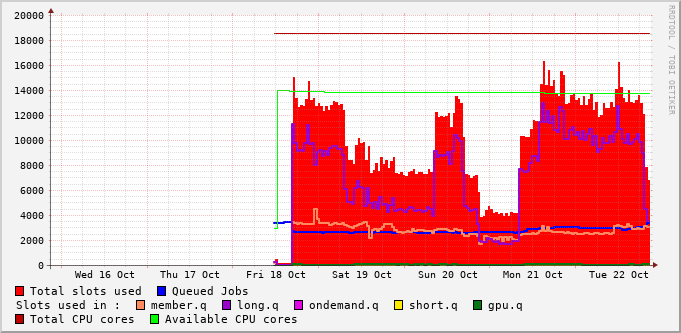 20000
18000
16000
14000
12000
10000
8000
6000
4000
2000
0
Wed 16 Oct Thu 17 Oct Fri 18 Oct Sat 19 Oct Sun 20 Oct Mon 21 Oct Tue 22 Oct
RRDTOOL / TOBI OETIKER
Total slots used Queued Jobs
Slots used in : member.q long.q ondemand.q short.q gpu.q
Total CPU cores Available CPU cores